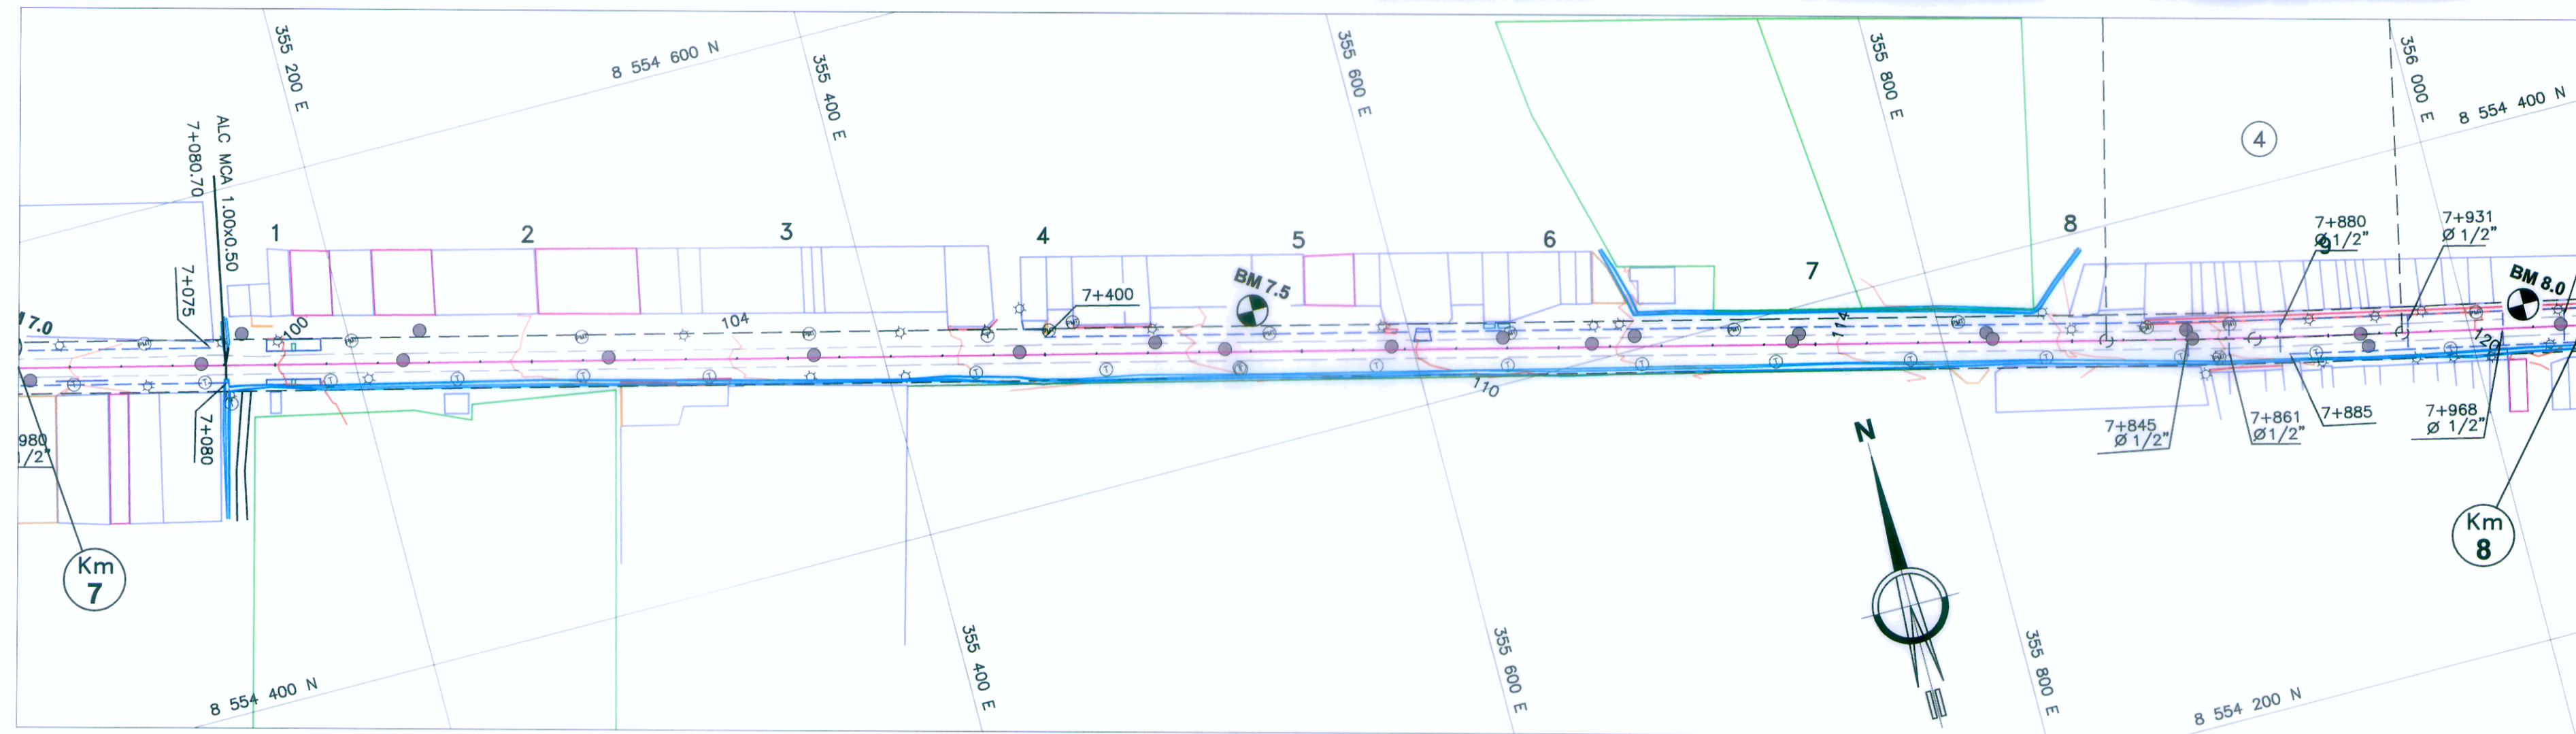 355 200 E
8 554 600 N
355 400 E
355 600 E
355 800 E
356 000 E
8 554 400 N
4
ALC MCA 1.00x0.50
7+080.70
7+075
1
2
3
4
5
6
7
8
9
7+880
Ø 1/2"
7+931
Ø 1/2"
BM 7.5
BM 8.0
7.0
7+400
100
104
110
114
120
980
1/2"
7+080
7+845
Ø 1/2"
7+861
Ø 1/2"
7+885
7+968
Ø 1/2"
N
Km
7
Km
8
355 400 E
355 600 E
355 800 E
8 554 400 N
8 554 200 N